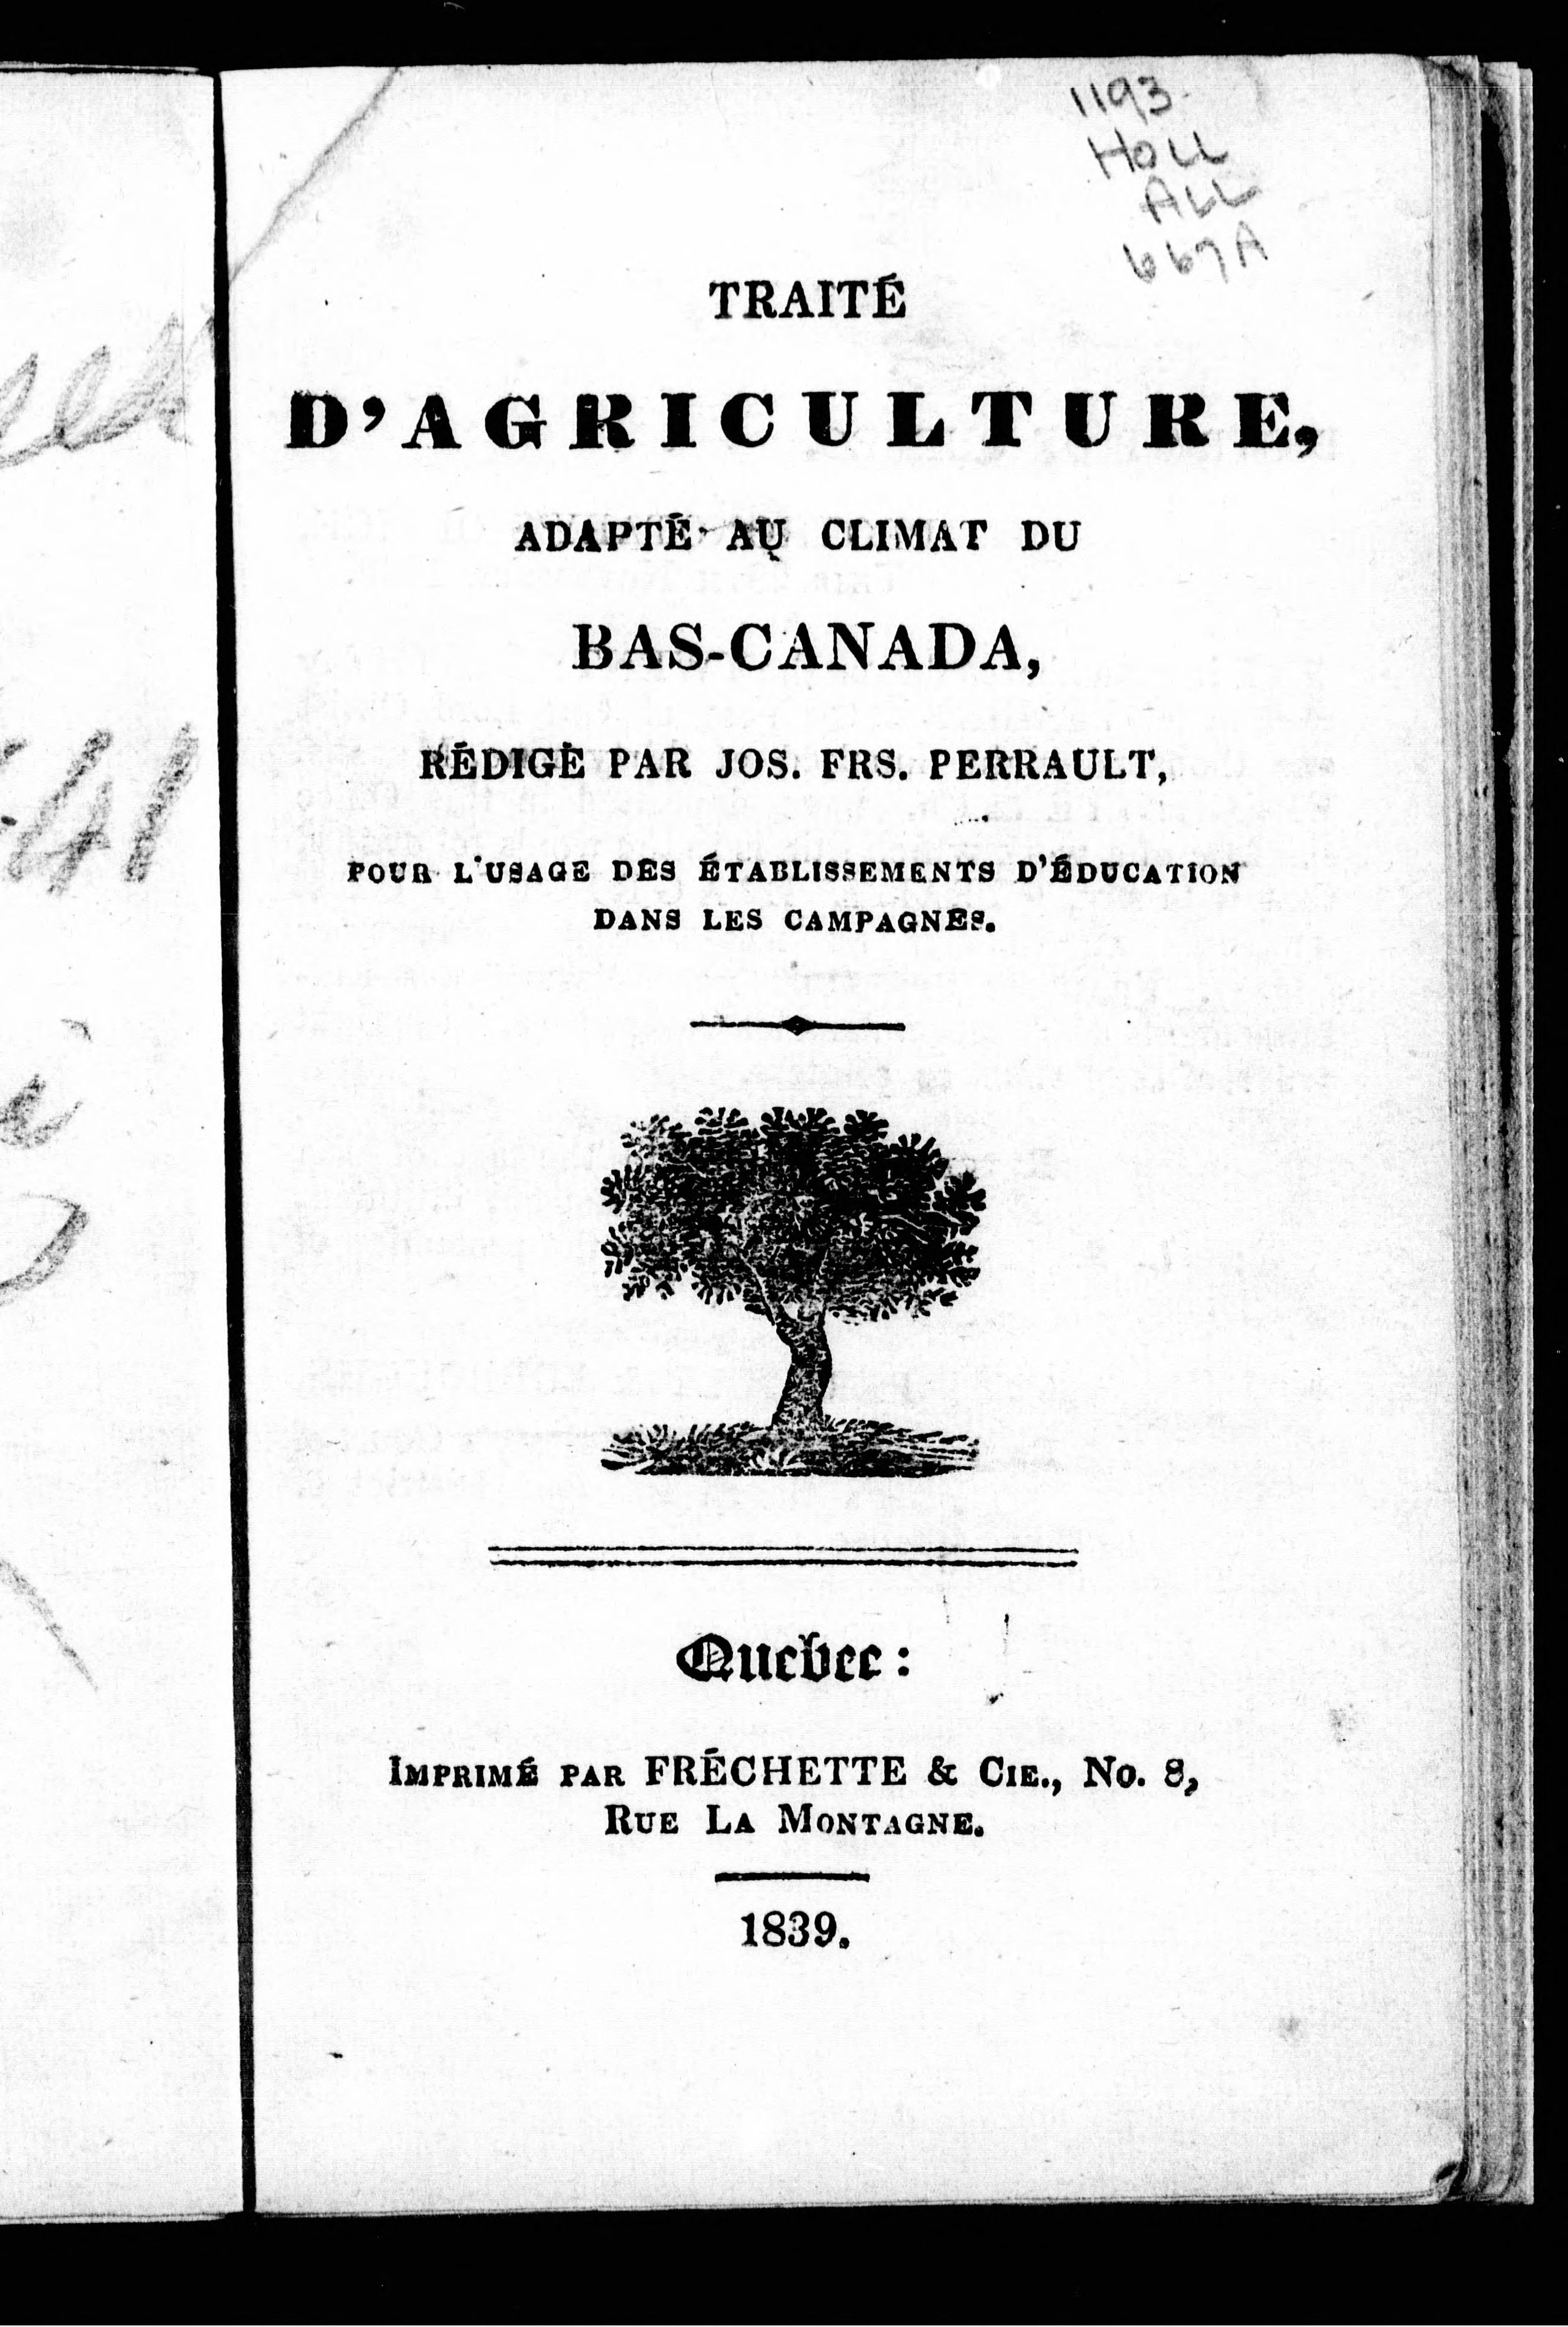 1193
HOLL
ALL
667A
TRAITÉ
D'AGRICULTURE,
ADAPTÉ AU CLIMAT DU
BAS-CANADA,
RÉDIGÉ PAR JOS. FRS. PERRAULT,
POUR L'USAGE DES ÉTABLISSEMENTS D'ÉDUCATION
DANS LES CAMPAGNES.
Quebec:
IMPRIMÉ PAR FRÉCHETTE & CIE., No. 8,
RUE LA MONTAGNE.
1839.
41